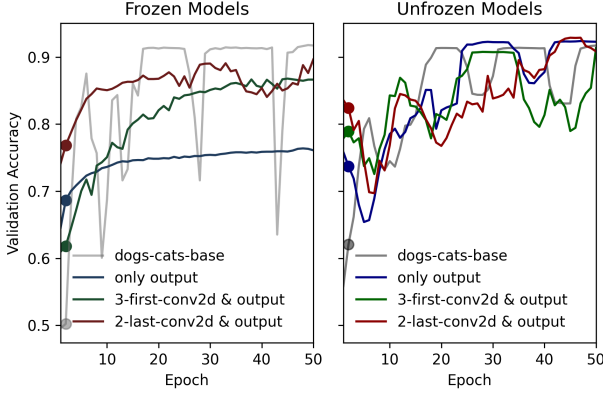 Frozen Models
Unfrozen Models
Validation Accuracy
0.9
0.8
0.7
0.6
0.5
dogs-cats-base
only output
3-first-conv2d & output
2-last-conv2d & output
10
20
30
40
50
Epoch
dogs-cats-base
only output
3-first-conv2d & output
2-last-conv2d & output
10
20
30
40
50
Epoch